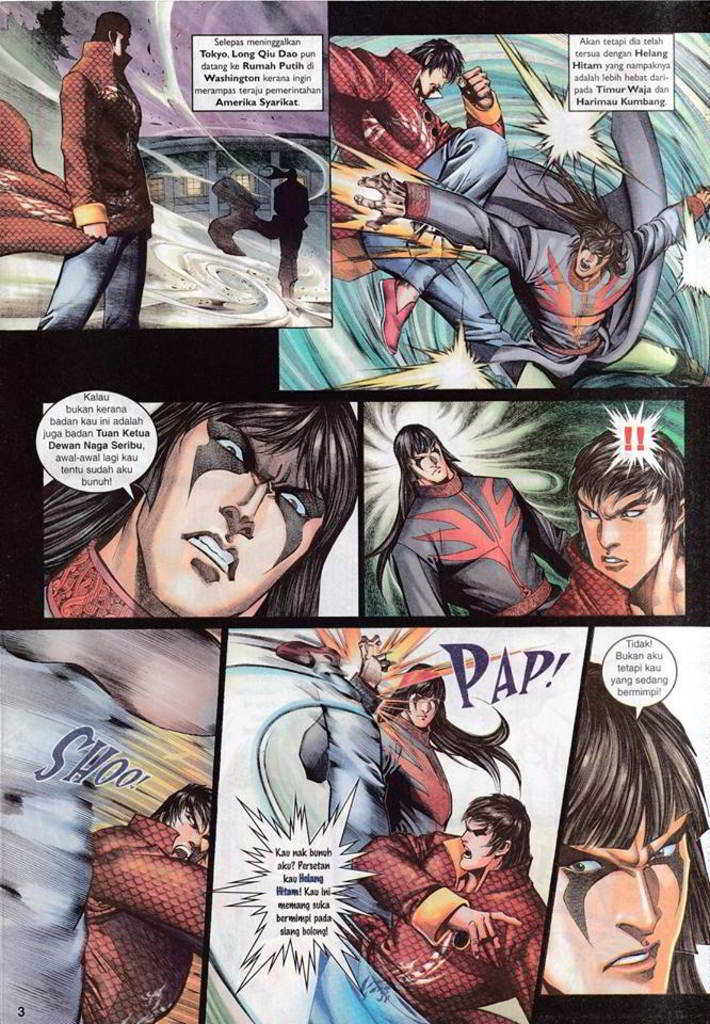 Selepas meninggalkan
Tokyo, Long Qiu Dao pun
datang ke Rumah Putih di
Washington kerana ingin
merampas teraju pemerintahan
Amerika Syarikat.
Akan tetapi dia telah
tersua dengan Helang
Hitam yang nampaknya
adalah lebih hebat dari-
pada Timur Waja dan
Harimau Kumbang.
Kalau
bukan kerana
badan kau ini adalah
juga badan Tuan Ketua
Dewan Naga Seribu,
awal-awal lagi kau
tentu sudah aku
bunuh!
!!
SHOO!
PAP!
Kau nak bunuh
aku? Persetan
kau Helang
Hitam! Kau ini
memang suka
bermimpi pada
siang bolong!
Tidak!
Bukan aku
tetapi kau
yang sedang
bermimpi!
3